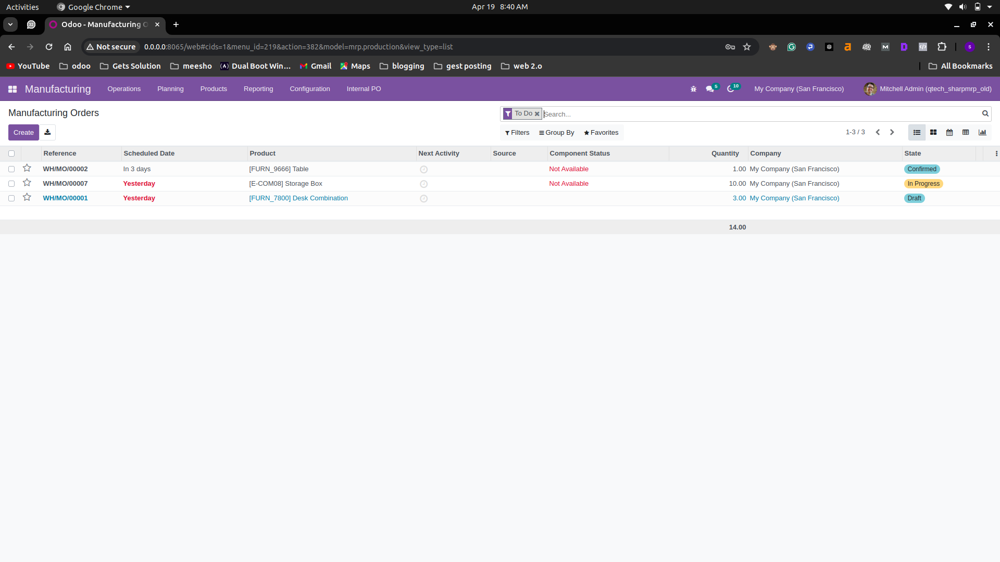 Activities Google Chrome Apr 19 8:40 AM
32 Odoo - Manufacturing O
Not secure 0.0.0.0:8065/web#cids=1&menu_id=219&action=382&model=mrp.production&view_type=list
YouTube odoo Gets Solution meesho Dual Boot Win... Gmail Maps blogging gest posting web 2.o All Bookmarks
Manufacturing Operations Planning Products Reporting Configuration Internal PO 5 10 My Company (San Francisco) Mitchell Admin (qtech_sharpmrp_old)
Manufacturing Orders To Do Search...
Create Filters Group By Favorites 1-3 / 3
Reference Scheduled Date Product Next Activity Source Component Status Quantity Company State
WH/MO/00002 In 3 days [FURN_9666] Table Not Available 1.00 My Company (San Francisco) Confirmed
WH/MO/00007 Yesterday [E-COM08] Storage Box Not Available 10.00 My Company (San Francisco) In Progress
WH/MO/00001 Yesterday [FURN_7800] Desk Combination 3.00 My Company (San Francisco) Draft
14.00